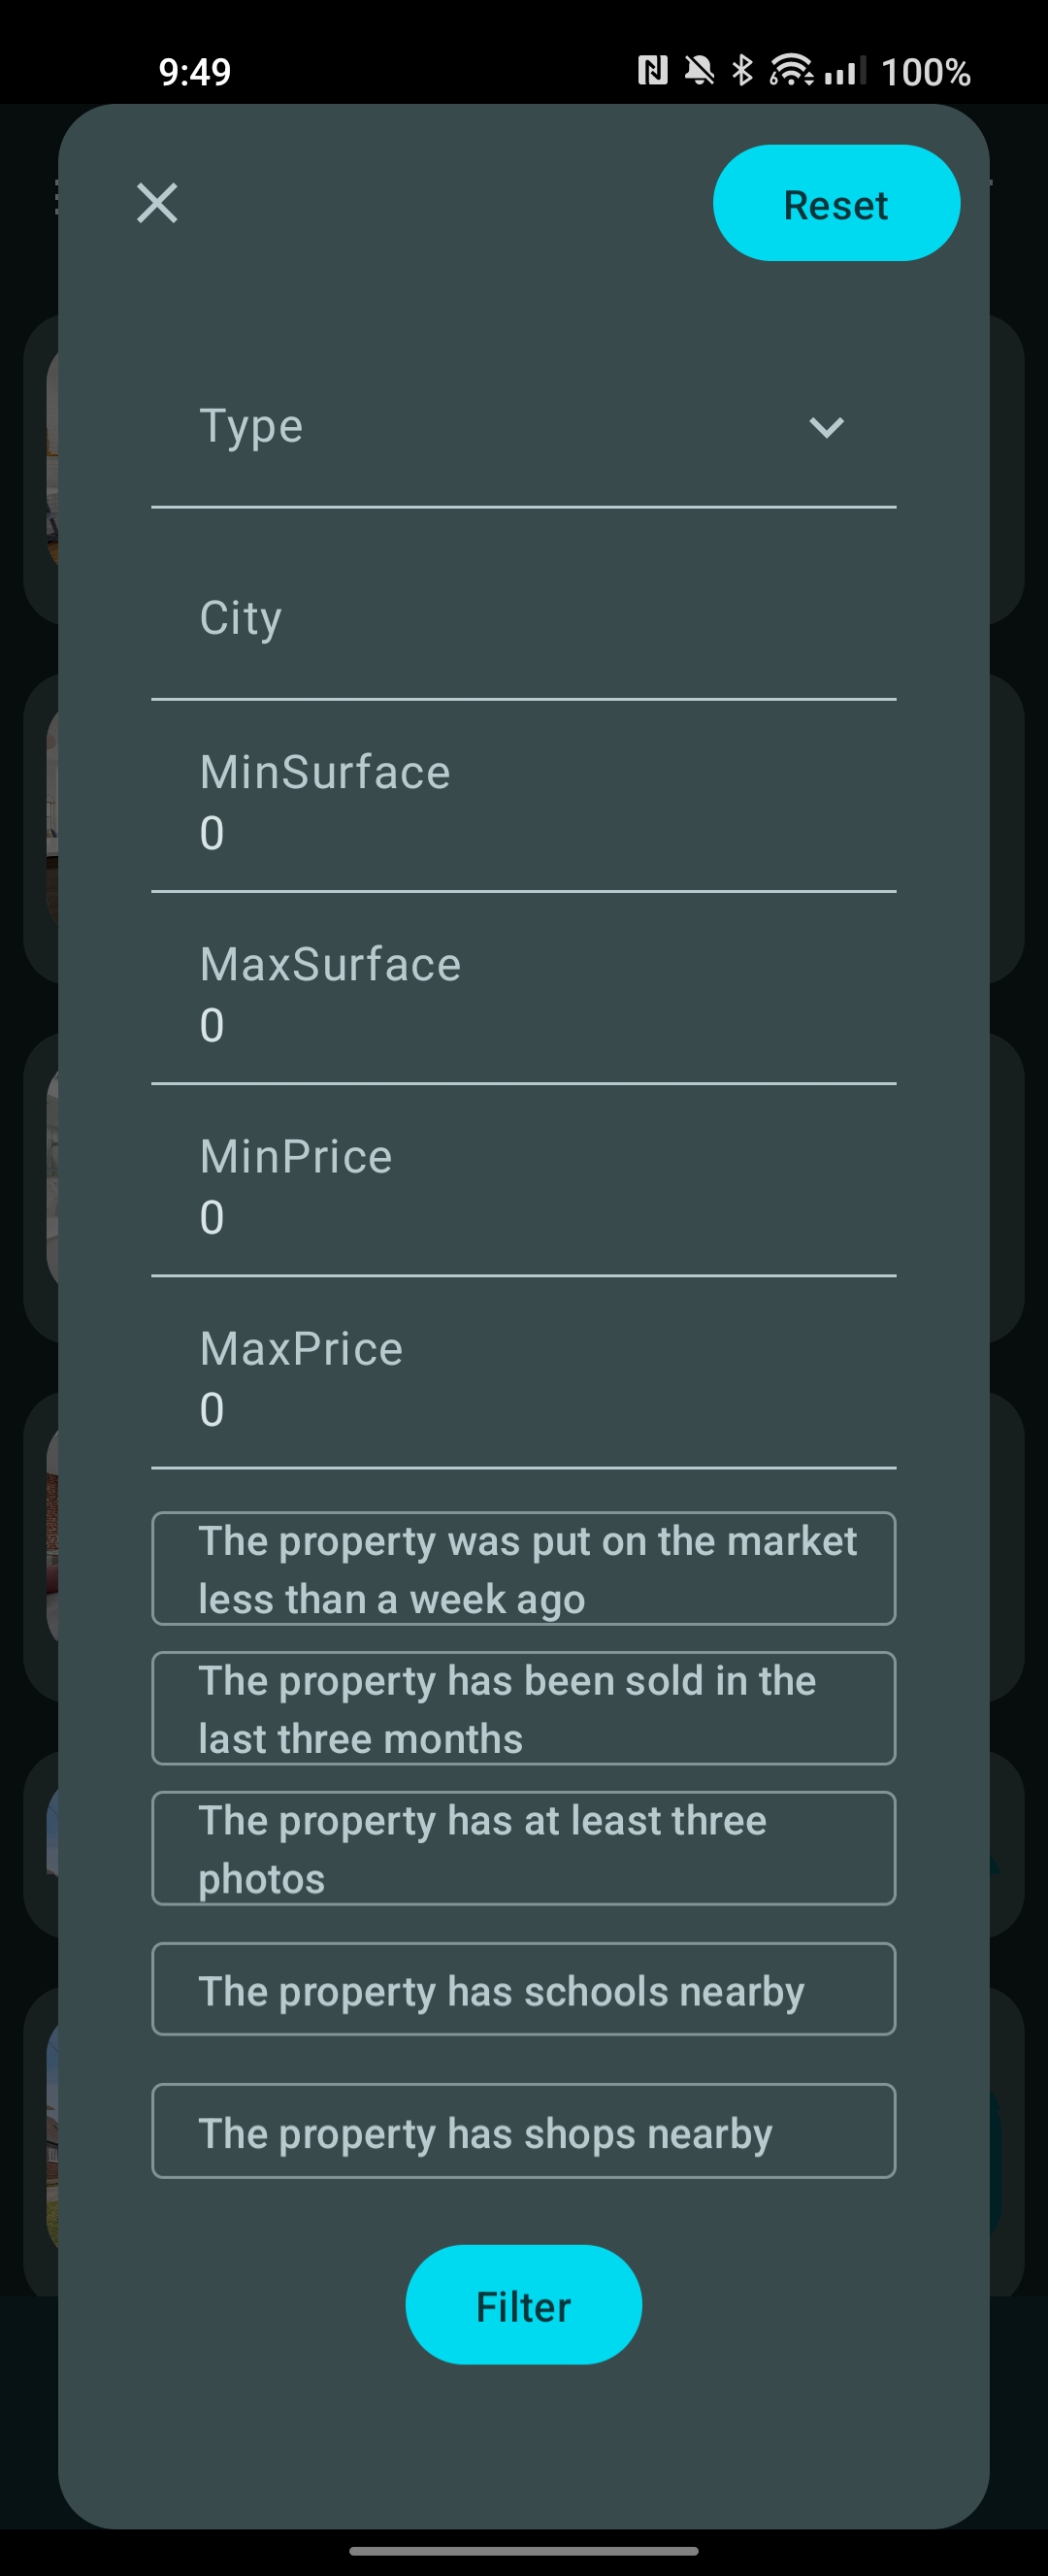 9:49
100%
Reset
Type
City
MinSurface
0
MaxSurface
0
MinPrice
0
MaxPrice
0
The property was put on the market
less than a week ago
The property has been sold in the
last three months
The property has at least three
photos
The property has schools nearby
The property has shops nearby
Filter